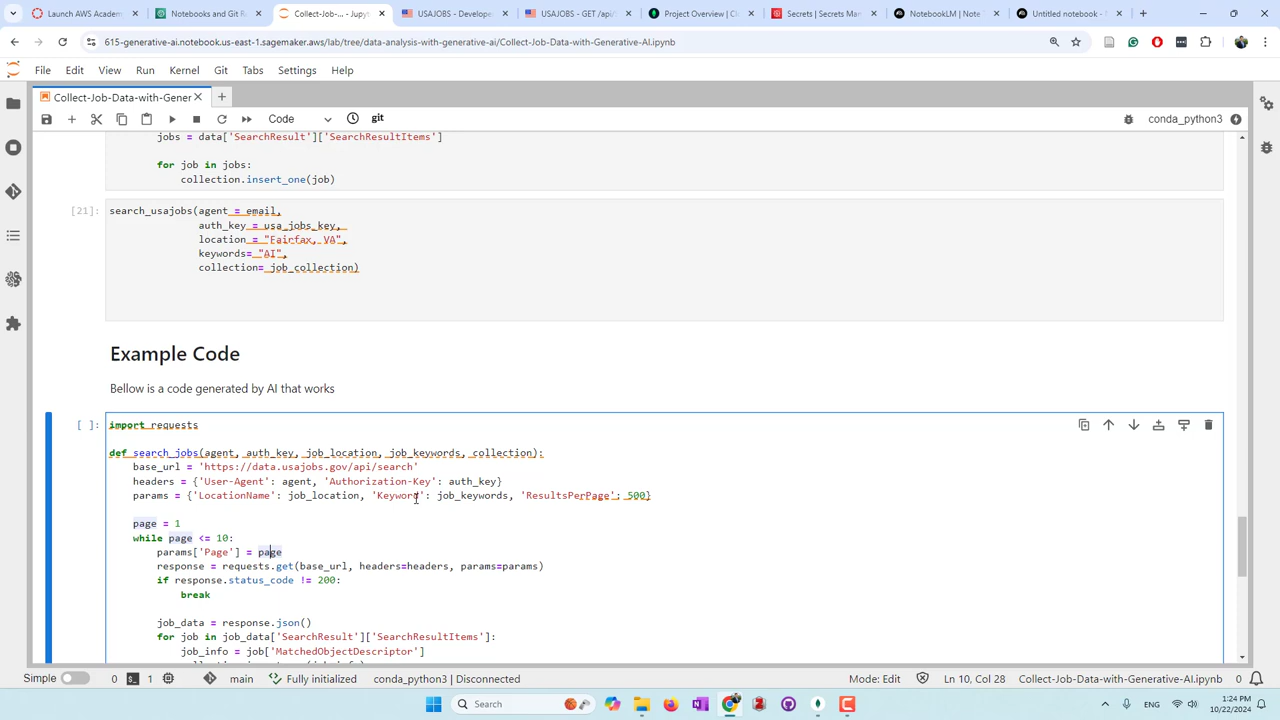 Launch AWS Academy
Notebooks and Git R
Collect-Job-... - Jupyt
USAJOBS - Develope
USAJOBS - GET /api/
Project Overview | Cl
Secrets | Secrets Man
NotebookLM | Note T
Untitled notebook - N
615-generative-ai.notebook.us-east-1.sagemaker.aws/lab/tree/data-analysis-with-generative-ai/Collect-Job-Data-with-Generative-AI.ipynb
File Edit View Run Kernel Git Tabs Settings Help
Collect-Job-Data-with-Gener
Code
git
conda_python3
jobs = data['SearchResult']['SearchResultItems']
for job in jobs:
collection.insert_one(job)
[21]:
search_usajobs(agent = email,
auth_key = usa_jobs_key,
location = "Fairfax, VA",
keywords= "AI",
collection= job_collection)
Example Code
Bellow is a code generated by AI that works
[ ]:
import requests
def search_jobs(agent, auth_key, job_location, job_keywords, collection):
base_url = 'https://data.usajobs.gov/api/search'
headers = {'User-Agent': agent, 'Authorization-Key': auth_key}
params = {'LocationName': job_location, 'Keyword': job_keywords, 'ResultsPerPage': 500}
page = 1
while page <= 10:
params['Page'] = page
response = requests.get(base_url, headers=headers, params=params)
if response.status_code != 200:
break
job_data = response.json()
for job in job_data['SearchResult']['SearchResultItems']:
job_info = job['MatchedObjectDescriptor']
Simple
0
1
main
Fully initialized
conda_python3 | Disconnected
Mode: Edit
Ln 10, Col 28
Collect-Job-Data-with-Generative-AI.ipynb
0
Search
ENG
1:24 PM
10/22/2024